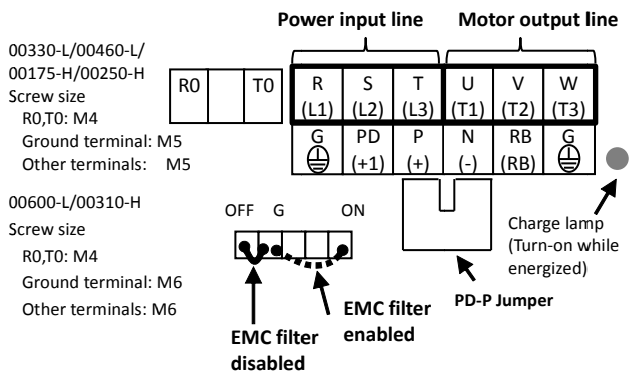 Power input line
Motor output line
00330-L/00460-L/
00175-H/00250-H
Screw size
R0,T0: M4
Ground terminal: M5
Other terminals: M5
R0 T0
R S T U V W
(L1) (L2) (L3) (T1) (T2) (T3)
G PD P N RB G
(+1) (+) (-) (RB)
00600-L/00310-H
Screw size
R0,T0: M4
Ground terminal: M6
Other terminals: M6
OFF G ON
EMC filter
disabled
EMC filter
enabled
PD-P Jumper
Charge lamp
(Turn-on while
energized)